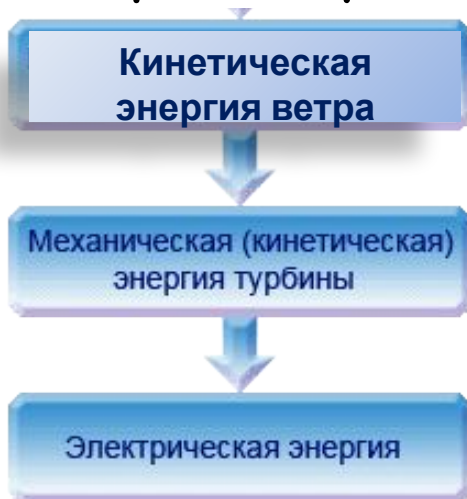 Кинетическая
энергия ветра
Механическая (кинетическая)
энергия турбины
Электрическая энергия